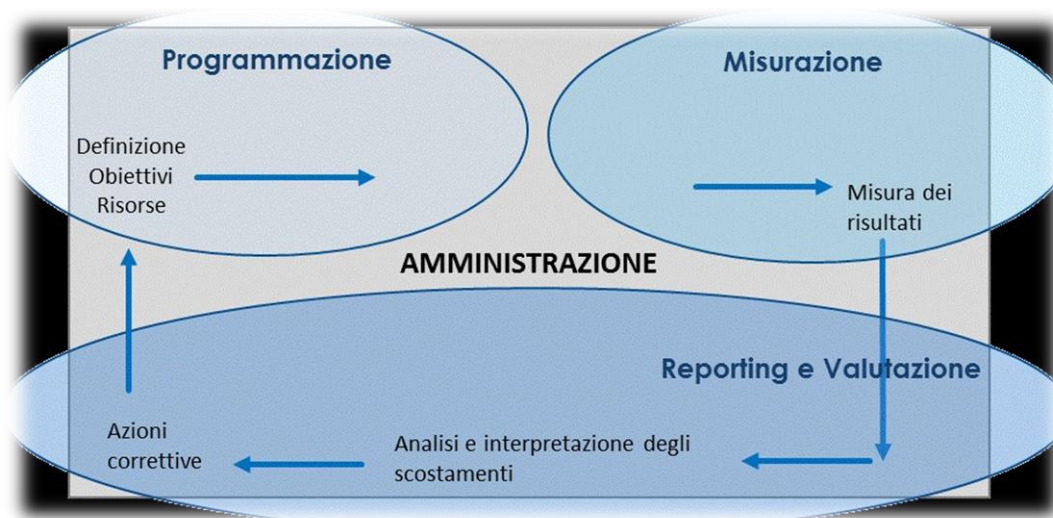 Programmazione
Misurazione
Definizione
Obiettivi
Risorse
Misura dei
risultati
AMMINISTRAZIONE
Reporting e Valutazione
Azioni
correttive
Analisi e interpretazione degli
scostamenti